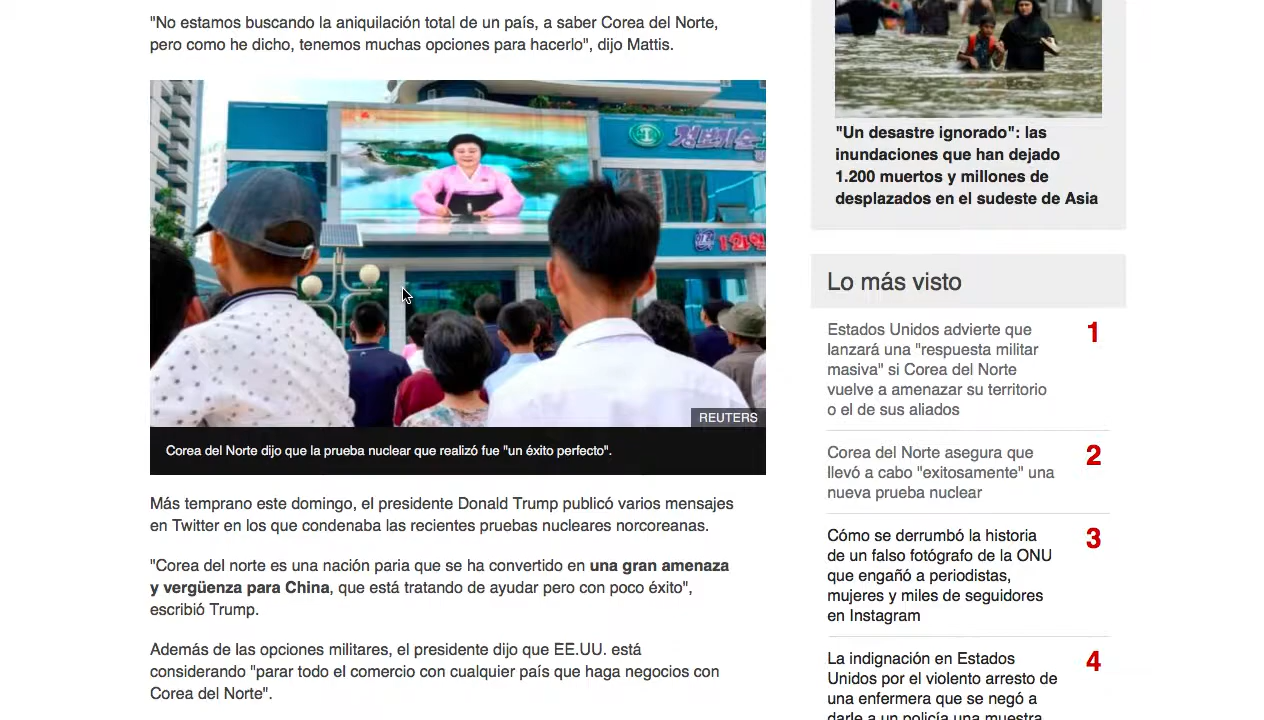 "No estamos buscando la aniquilación total de un país, a saber Corea del Norte,
pero como he dicho, tenemos muchas opciones para hacerlo", dijo Mattis.
REUTERS
Corea del Norte dijo que la prueba nuclear que realizó fue "un éxito perfecto".
Más temprano este domingo, el presidente Donald Trump publicó varios mensajes
en Twitter en los que condenaba las recientes pruebas nucleares norcoreanas.
"Corea del norte es una nación paria que se ha convertido en una gran amenaza
y vergüenza para China, que está tratando de ayudar pero con poco éxito",
escribió Trump.
Además de las opciones militares, el presidente dijo que EE.UU. está
considerando "parar todo el comercio con cualquier país que haga negocios con
Corea del Norte".
"Un desastre ignorado": las
inundaciones que han dejado
1.200 muertos y millones de
desplazados en el sudeste de Asia
Lo más visto
Estados Unidos advierte que
lanzará una "respuesta militar
masiva" si Corea del Norte
vuelve a amenazar su territorio
o el de sus aliados
1
Corea del Norte asegura que
llevó a cabo "exitosamente" una
nueva prueba nuclear
2
Cómo se derrumbó la historia
de un falso fotógrafo de la ONU
que engañó a periodistas,
mujeres y miles de seguidores
en Instagram
3
La indignación en Estados
Unidos por el violento arresto de
una enfermera que se negó a
darle a un policía una muestra
4